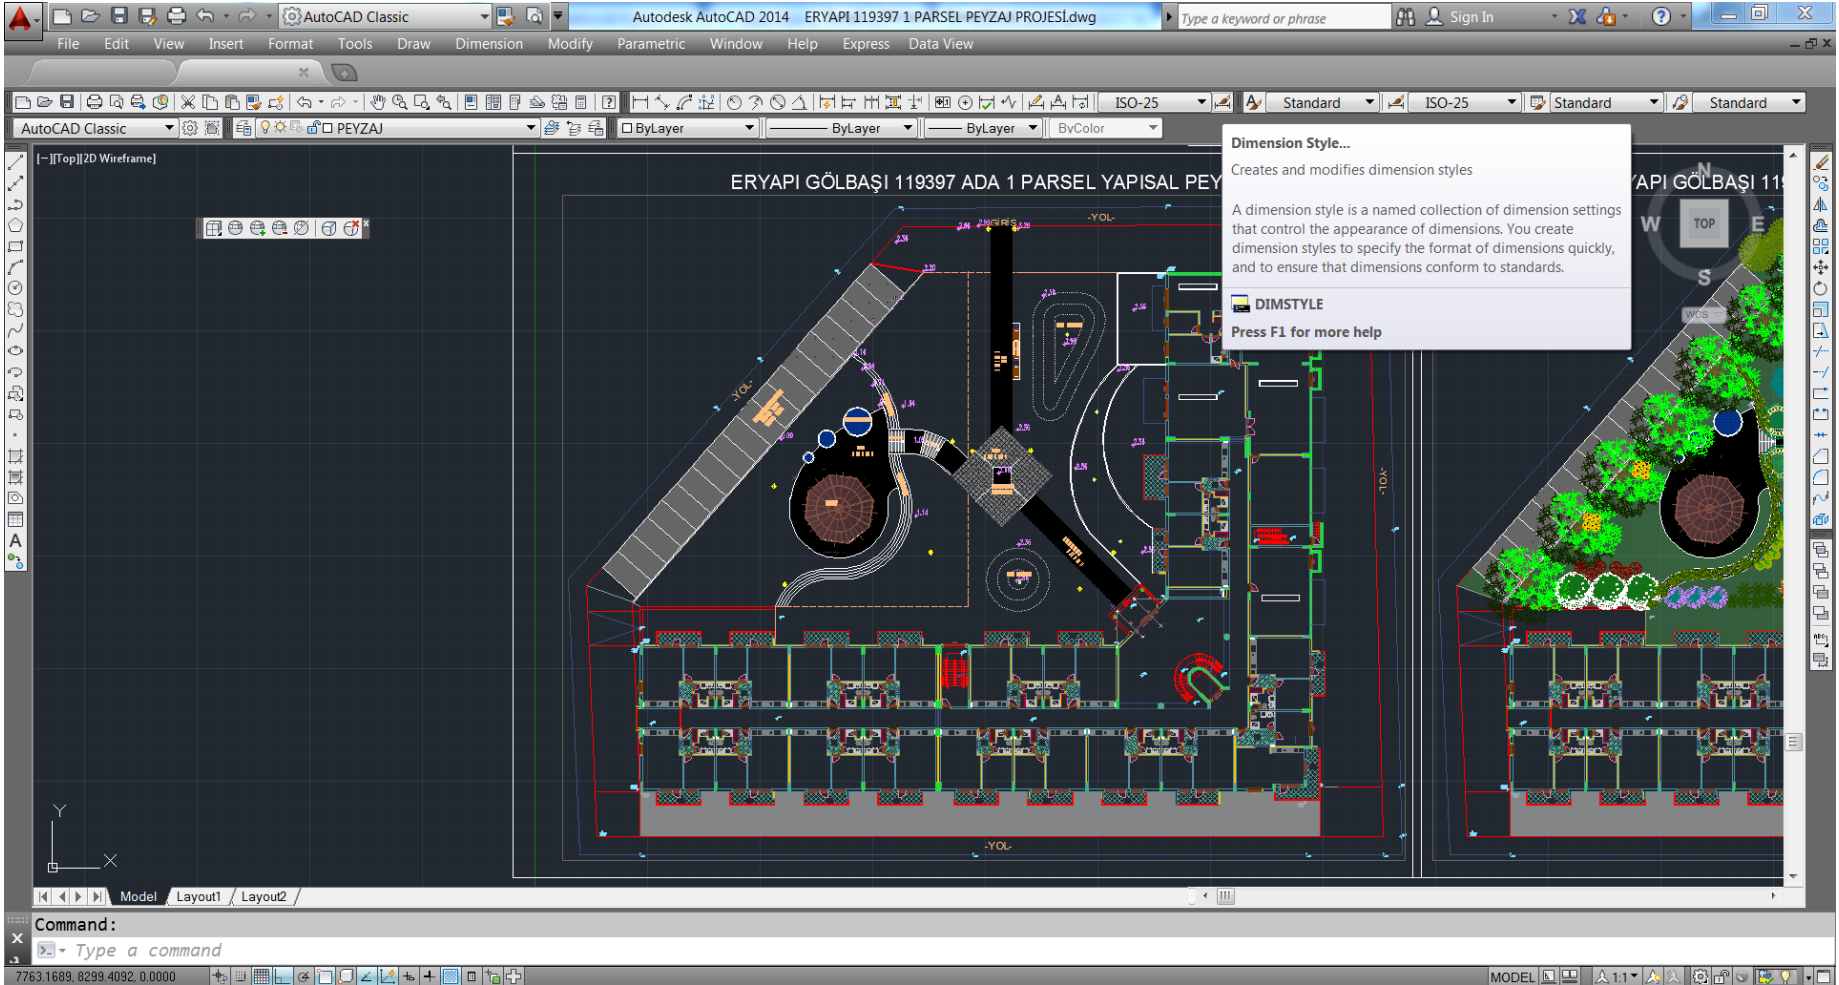 AutoCAD Classic
Autodesk AutoCAD 2014 ERYAPI 119397 1 PARSEL PEYZAJ PROJESİ.dwg
Type a keyword or phrase
Sign In
File Edit View Insert Format Tools Draw Dimension Modify Parametric Window Help Express Data View
ISO-25 Standard ISO-25 Standard Standard
AutoCAD Classic PEYZAJ ByLayer ByLayer ByLayer ByColor
[–][Top][2D Wireframe]
ERYAPI GÖLBAŞI 119397 ADA 1 PARSEL YAPISAL PEY
YAPI GÖLBAŞI 119
Dimension Style...
Creates and modifies dimension styles
A dimension style is a named collection of dimension settings
that control the appearance of dimensions. You create
dimension styles to specify the format of dimensions quickly,
and to ensure that dimensions conform to standards.
DIMSTYLE
Press F1 for more help
N
W TOP E
S
WCS
GİRİŞ
-YOL-
-YOL-
-YOL-
-YOL-
Y
X
Model Layout1 Layout2
Command:
Type a command
7763.1689, 8299.4092, 0.0000
MODEL 1:1